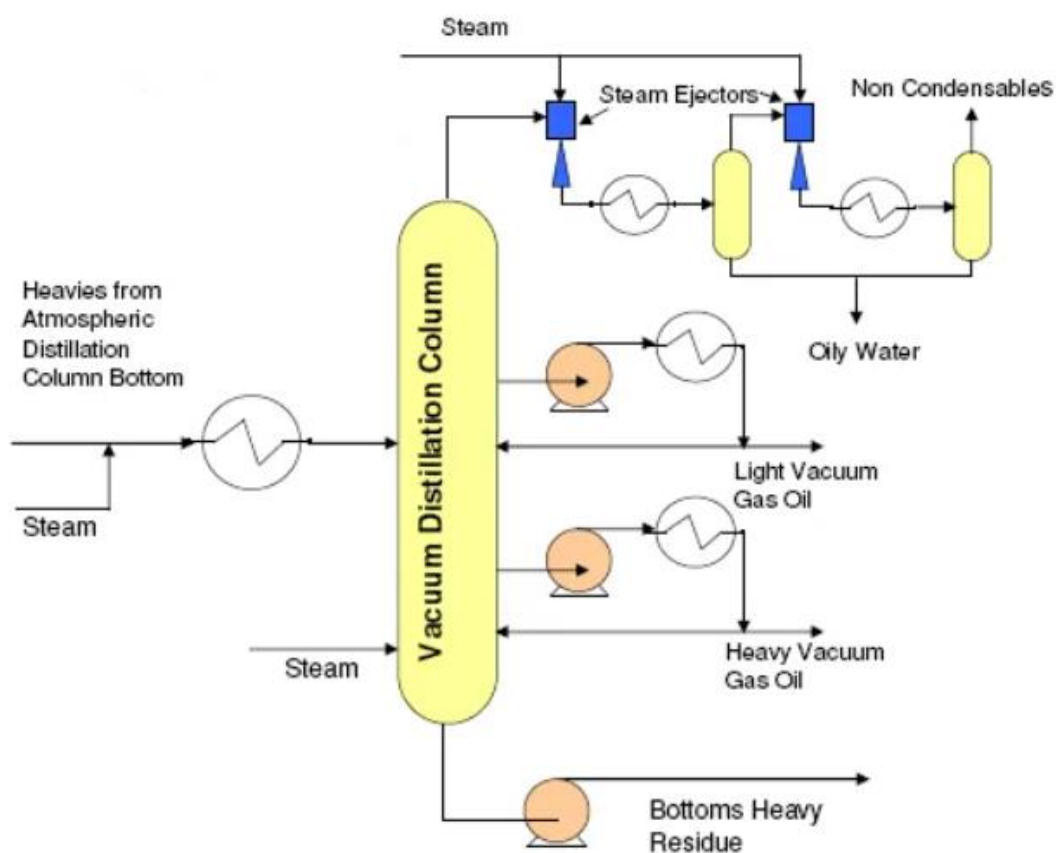 Steam
Steam Ejectors
Non Condensables
Heavies from
Atmospheric
Distillation
Column Bottom
Oily Water
Vacuum Distillation Column
Light Vacuum
Gas Oil
Steam
Heavy Vacuum
Gas Oil
Steam
Bottoms Heavy
Residue